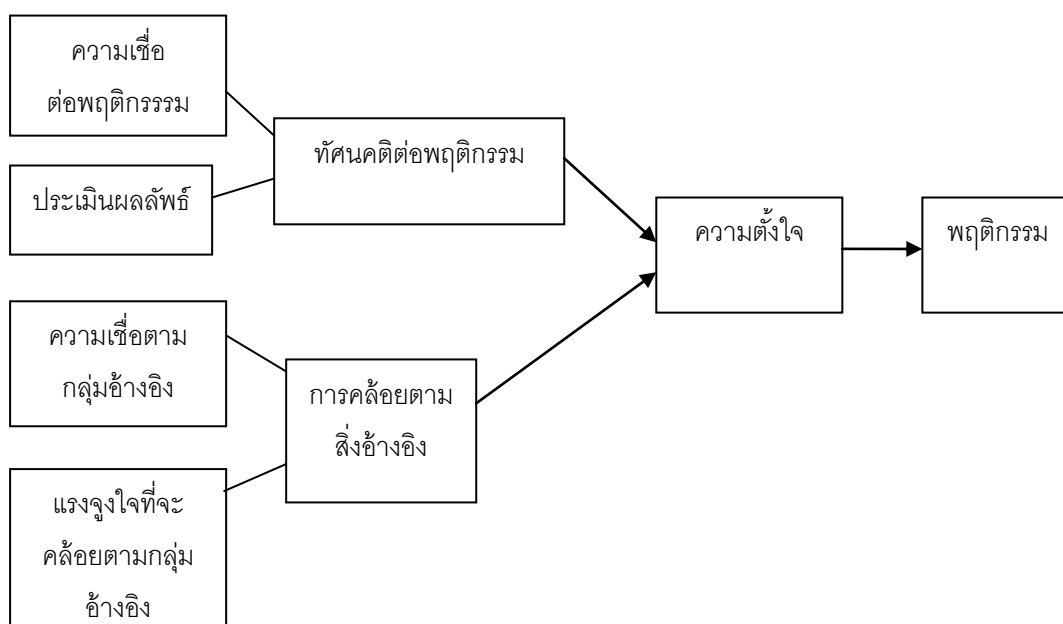 ความเชื่อ
ต่อพฤติกรรรม
ประเมินผลลัพธ์
ทัศนคติต่อพฤติกรรม
ความตั้งใจ
พฤติกรรม
ความเชื่อตาม
กลุ่มอ้างอิง
แรงจูงใจที่จะ
คล้อยตามกลุ่ม
อ้างอิง
การคล้อยตาม
สิ่งอ้างอิง